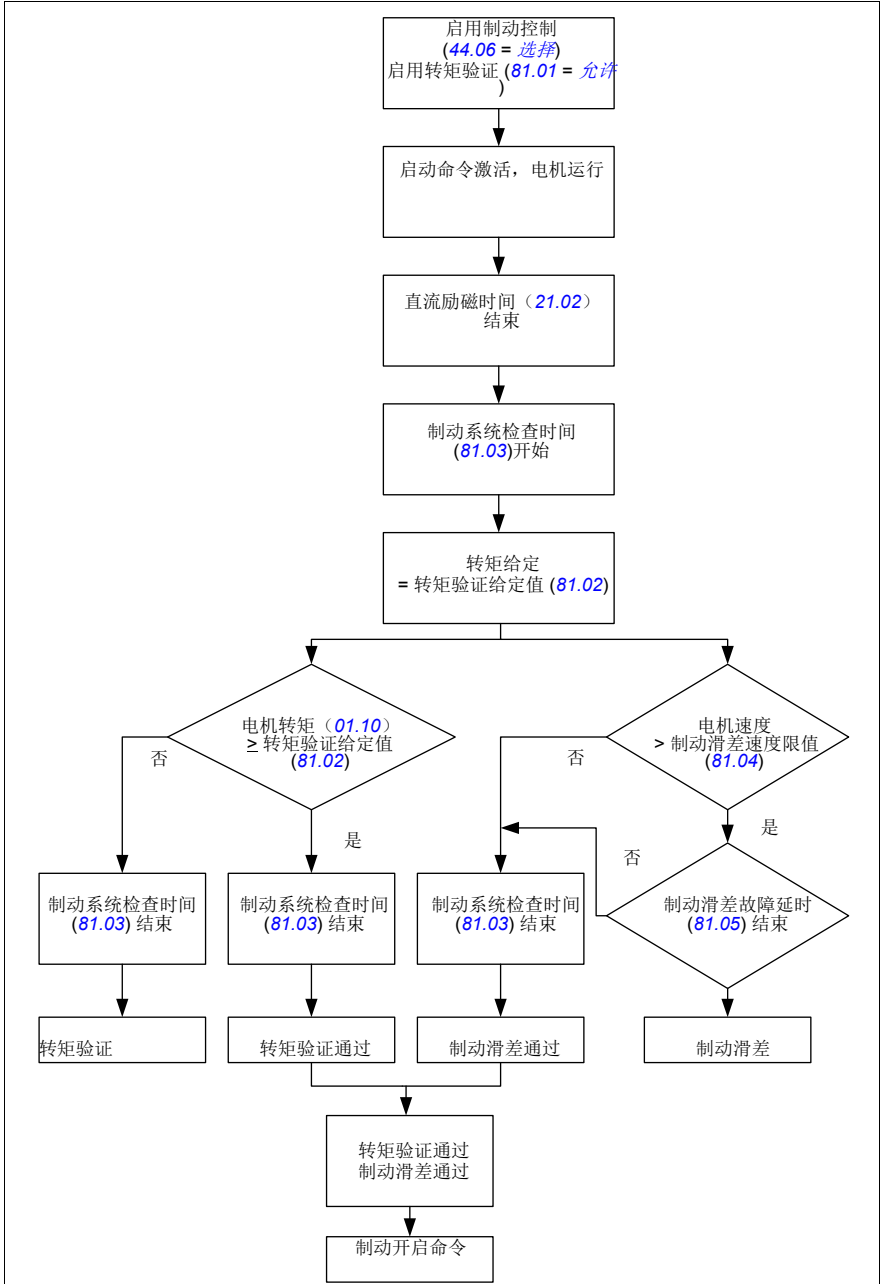 启用制动控制
(44.06 = 选择)
启用转矩验证 (81.01 = 允许
)
启动命令激活，电机运行
直流励磁时间（21.02）
结束
制动系统检查时间
(81.03)开始
转矩给定
= 转矩验证给定值 (81.02)
电机转矩（01.10）
≥ 转矩验证给定值
(81.02)
电机速度
> 制动滑差速度限值
(81.04)
否
否
是
是
否
制动系统检查时间
(81.03) 结束
制动系统检查时间
(81.03) 结束
制动系统检查时间
(81.03) 结束
制动滑差故障延时
(81.05) 结束
转矩验证
转矩验证通过
制动滑差通过
制动滑差
转矩验证通过
制动滑差通过
制动开启命令